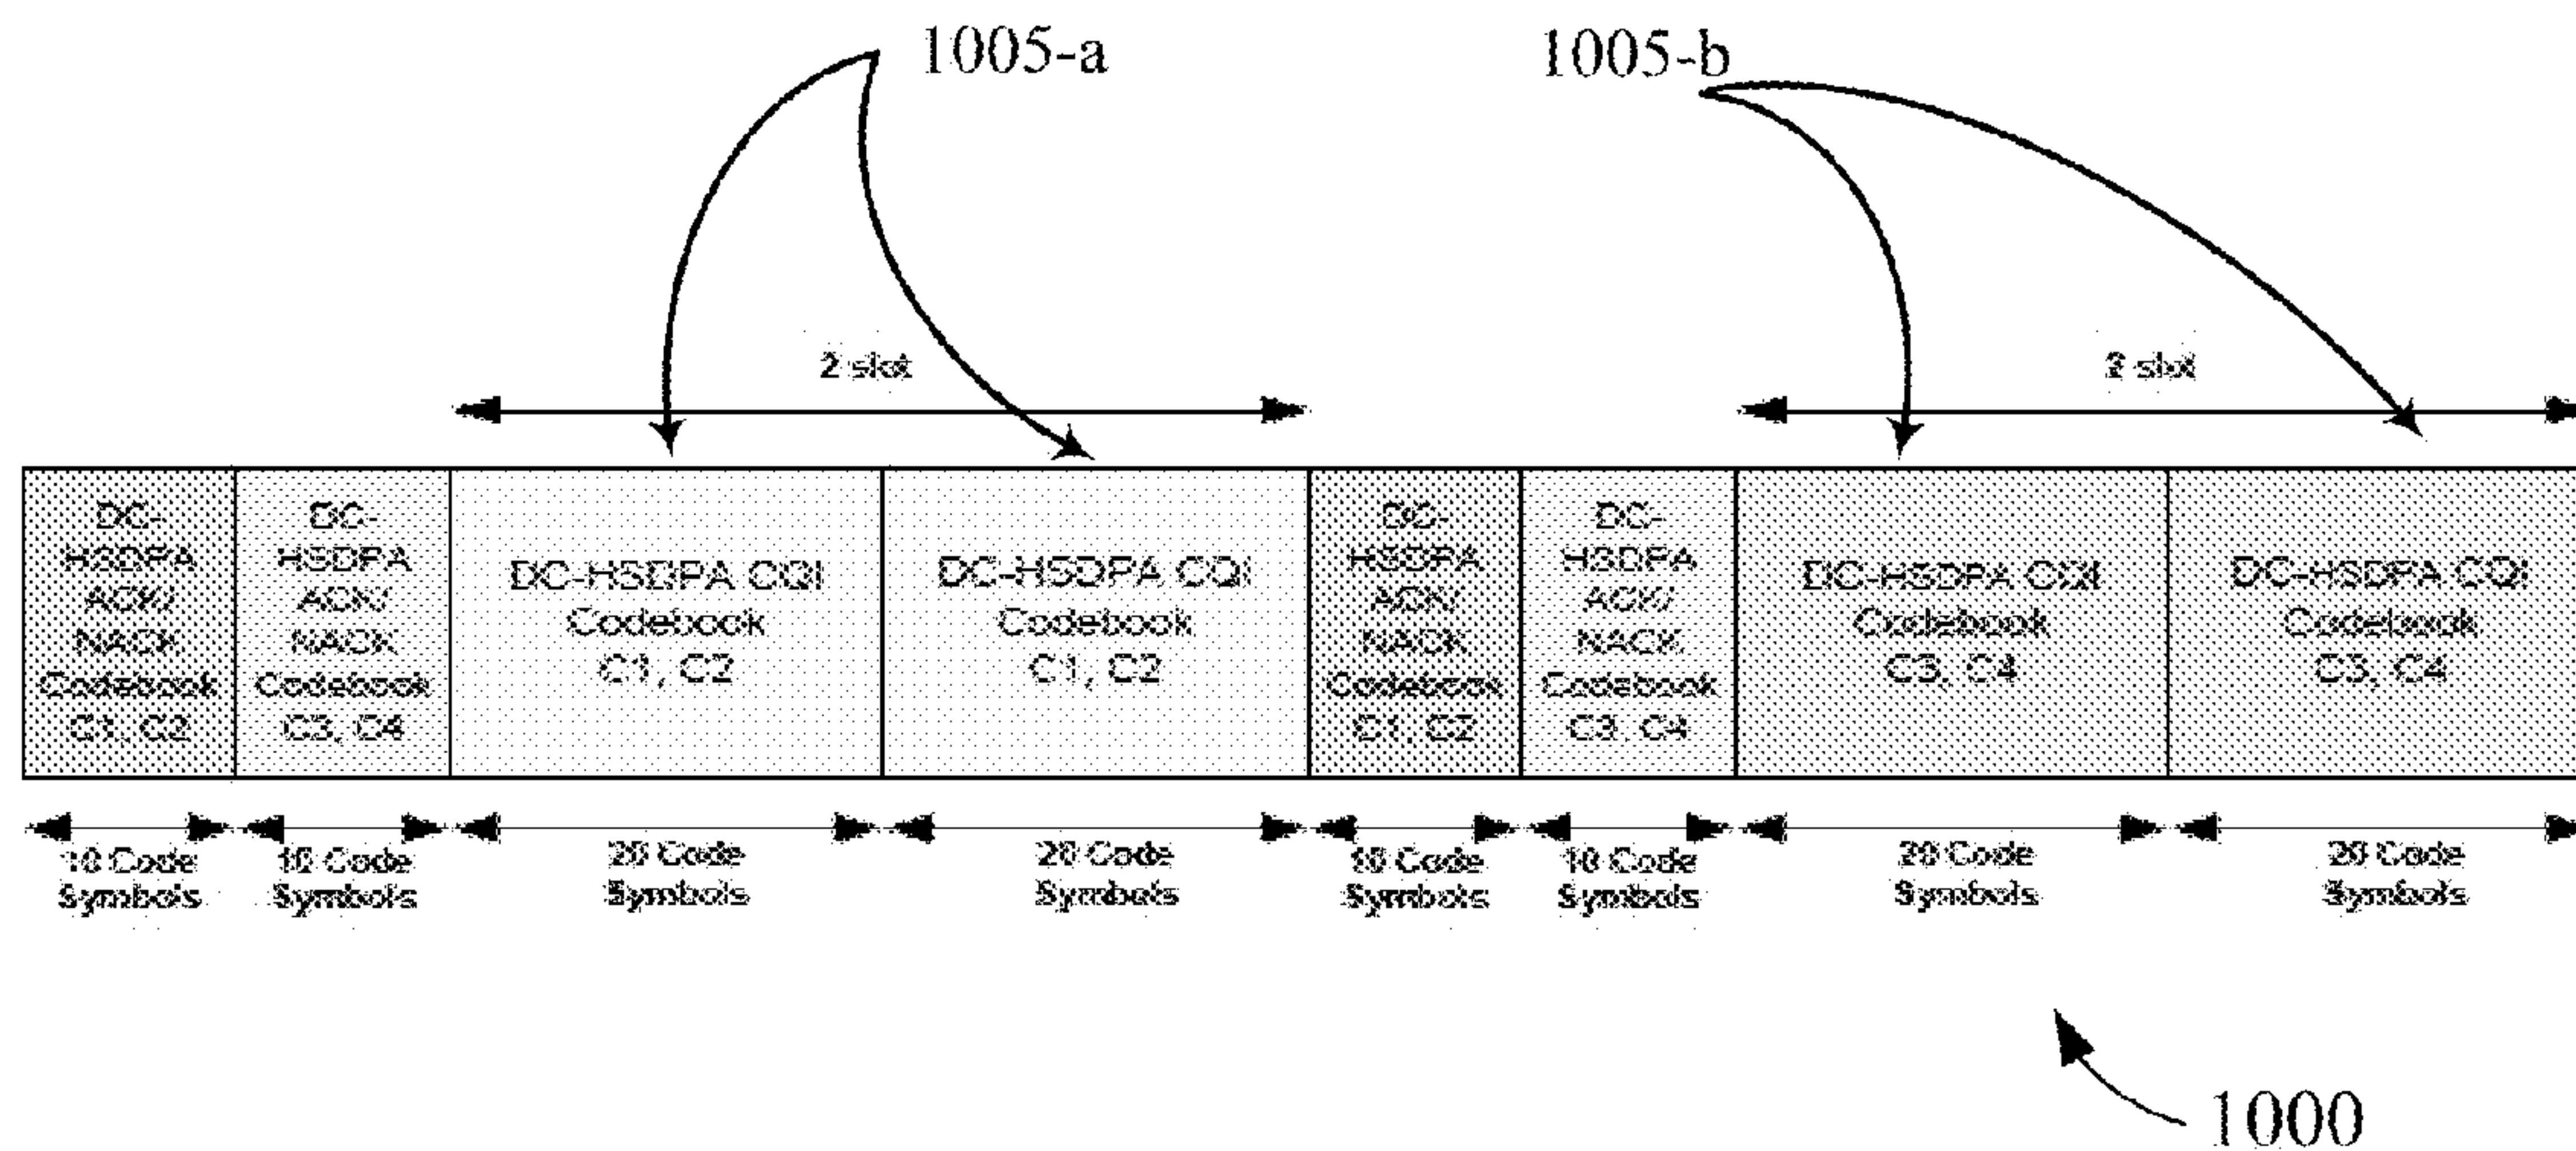 1005-a
1005-b
2 slot
2 slot
DC-
HSDPA
ACK/
NACK
Codebook
C1, C2
DC-
HSDPA
ACK/
NACK
Codebook
C3, C4
DC-HSDPA CQI
Codebook
C1, C2
DC-HSDPA CQI
Codebook
C1, C2
DC-
HSDPA
ACK/
NACK
Codebook
C1, C2
DC-
HSDPA
ACK/
NACK
Codebook
C3, C4
DC-HSDPA CQI
Codebook
C3, C4
DC-HSDPA CQI
Codebook
C3, C4
10 Code
Symbols
10 Code
Symbols
20 Code
Symbols
20 Code
Symbols
10 Code
Symbols
10 Code
Symbols
20 Code
Symbols
20 Code
Symbols
1000